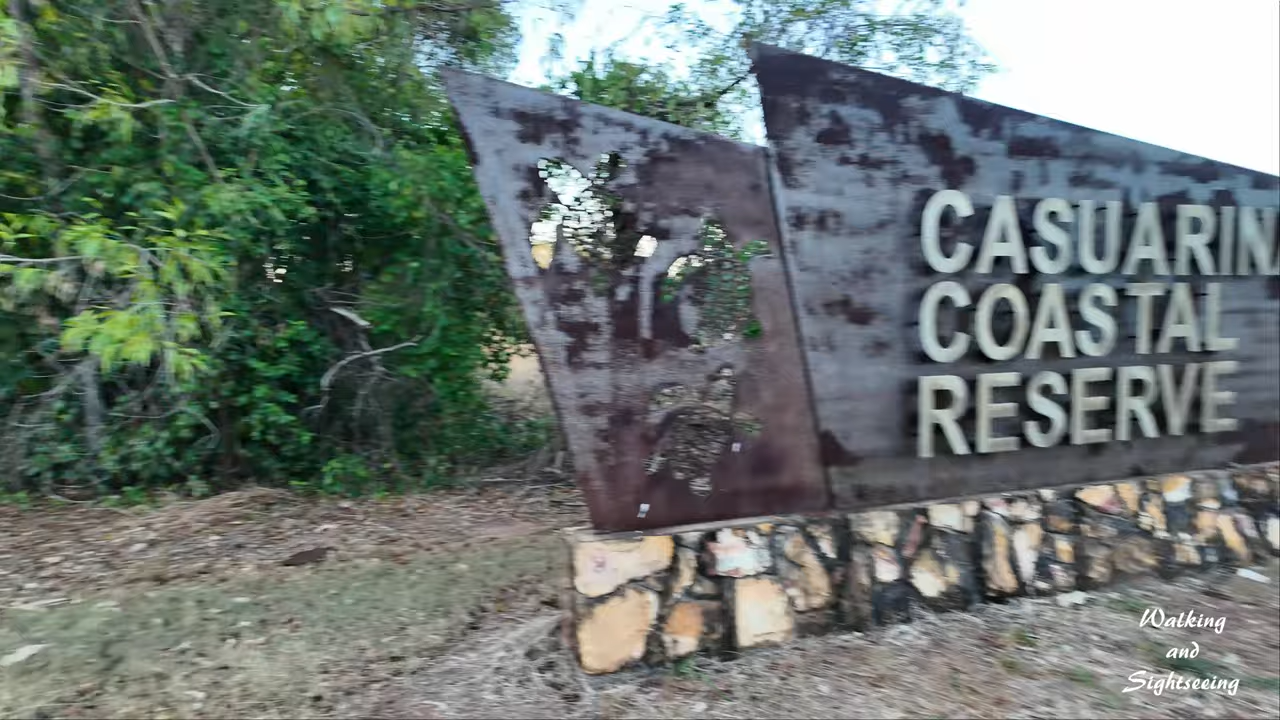 CASUARINA
COASTAL
RESERVE
Walking
and
Sightseeing